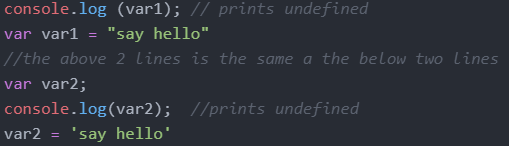 console.log (var1); // prints undefined
var var1 = "say hello"
//the above 2 lines is the same a the below two lines
var var2;
console.log(var2);  //prints undefined
var2 = 'say hello'